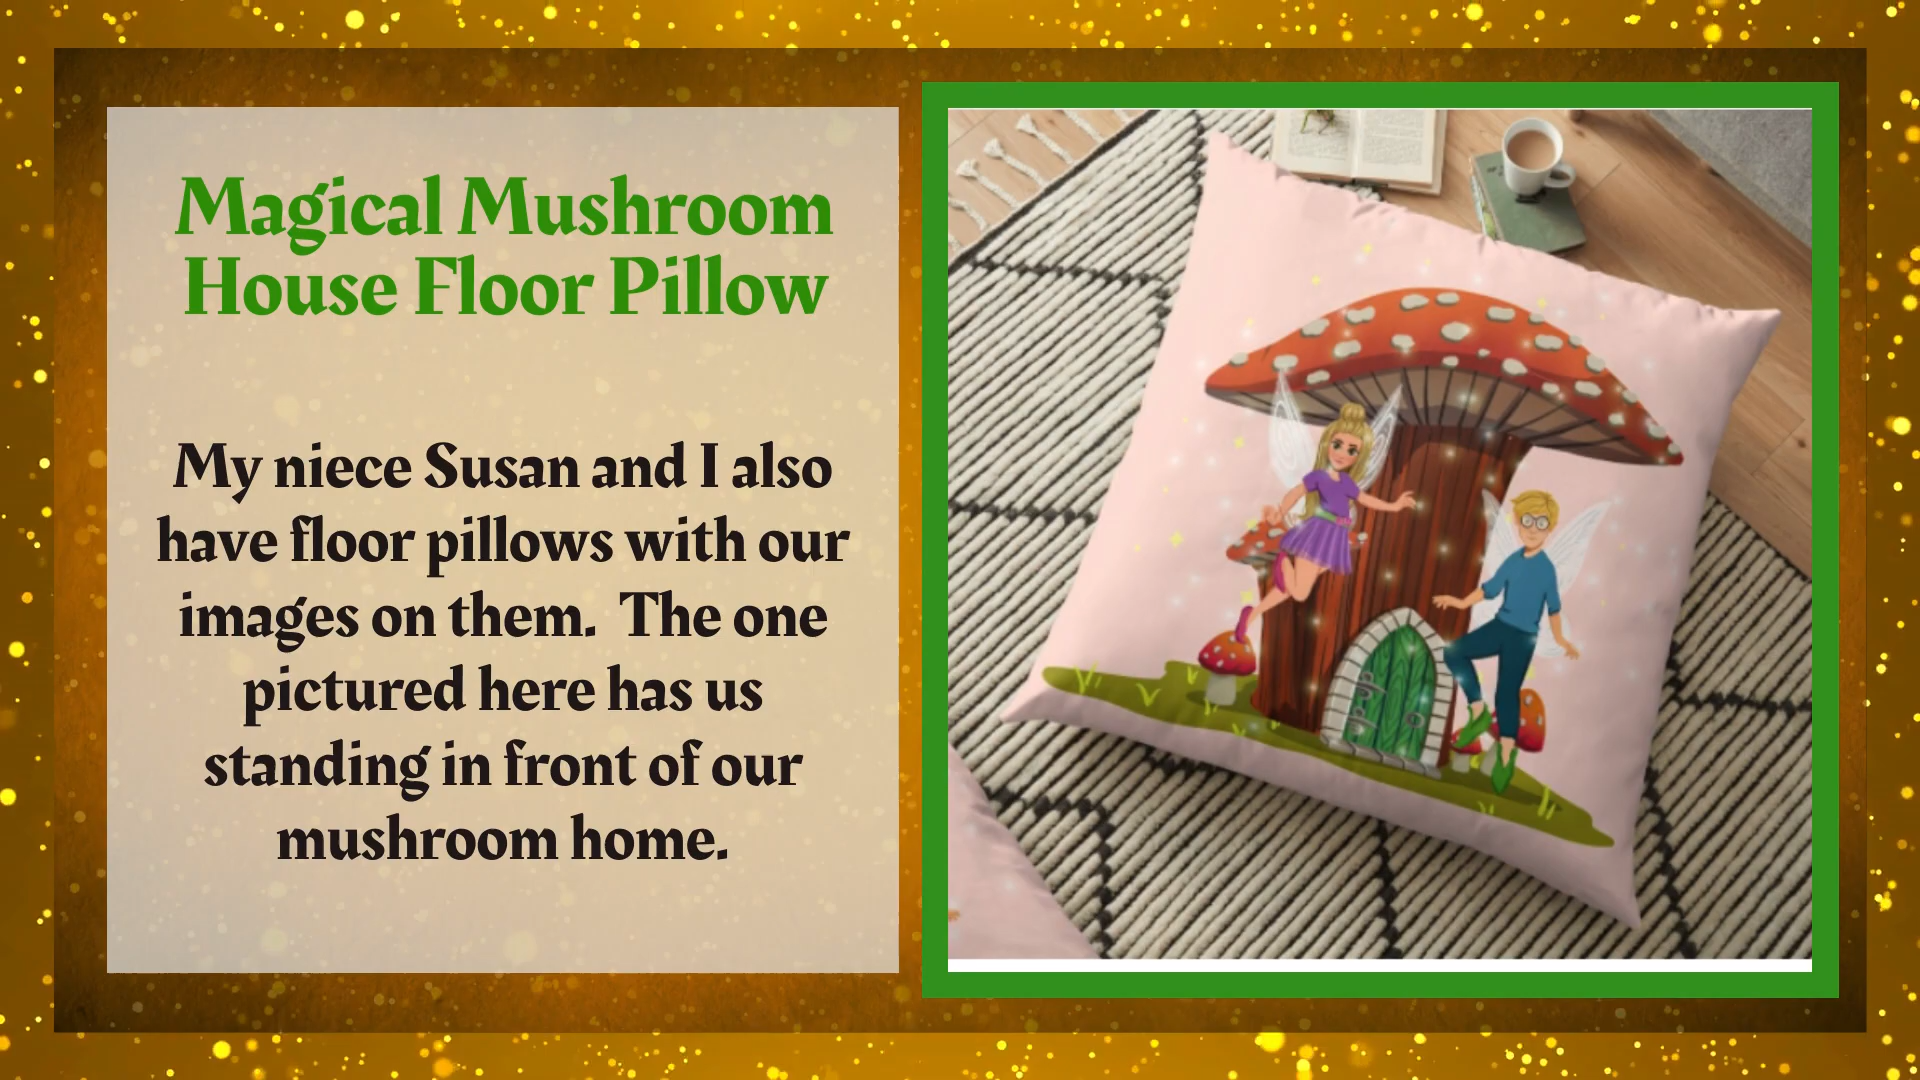 Magical Mushroom
House Floor Pillow
My niece Susan and I also
have floor pillows with our
images on them.  The one
pictured here has us
standing in front of our
mushroom home.